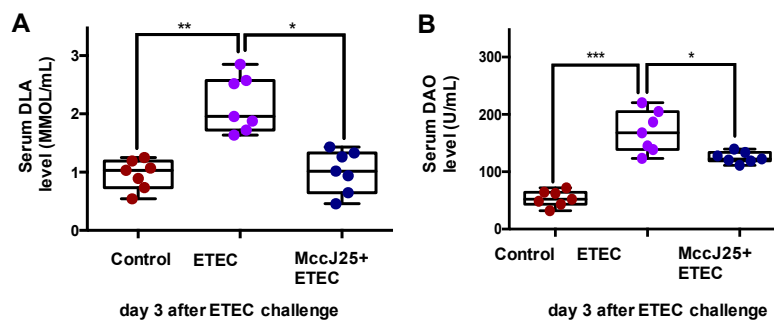 A
Serum DLA
level (MMOL/mL)
3
2
1
0
**
*
Control
ETEC
MccJ25+
ETEC
day 3 after ETEC challenge
B
Serum DAO
level (U/mL)
300
200
100
0
***
*
Control
ETEC
MccJ25+
ETEC
day 3 after ETEC challenge